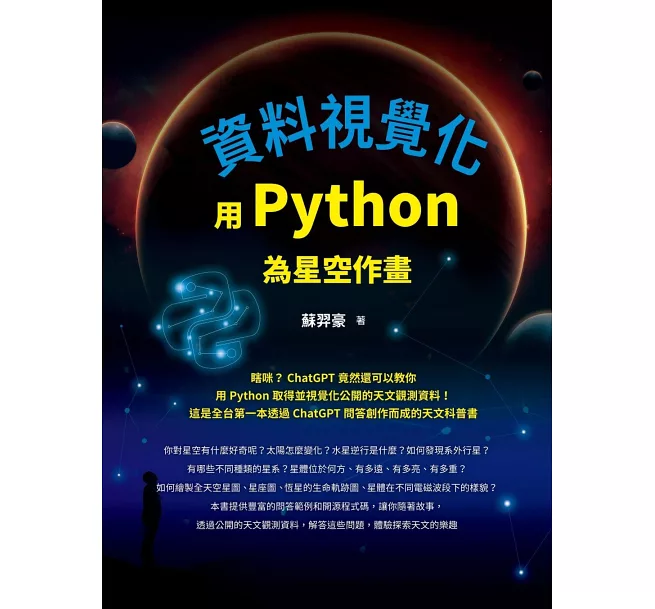 資料視覺化
用 Python
為星空作畫
蘇羿豪 著
瞎咪？ ChatGPT 竟然還可以教你
用 Python 取得並視覺化公開的天文觀測資料！
這是全台第一本透過 ChatGPT 問答創作而成的天文科普書
你對星空有什麼好奇呢？太陽怎麼變化？水星逆行是什麼？如何發現系外行星？
有哪些不同種類的星系？星體位於何方、有多遠、有多亮、有多重？
如何繪製全天空星圖、星座圖、恆星的生命軌跡圖、星體在不同電磁波段下的樣貌？
本書提供豐富的問答範例和開源程式碼，讓你隨著故事，
透過公開的天文觀測資料，解答這些問題，體驗探索天文的樂趣